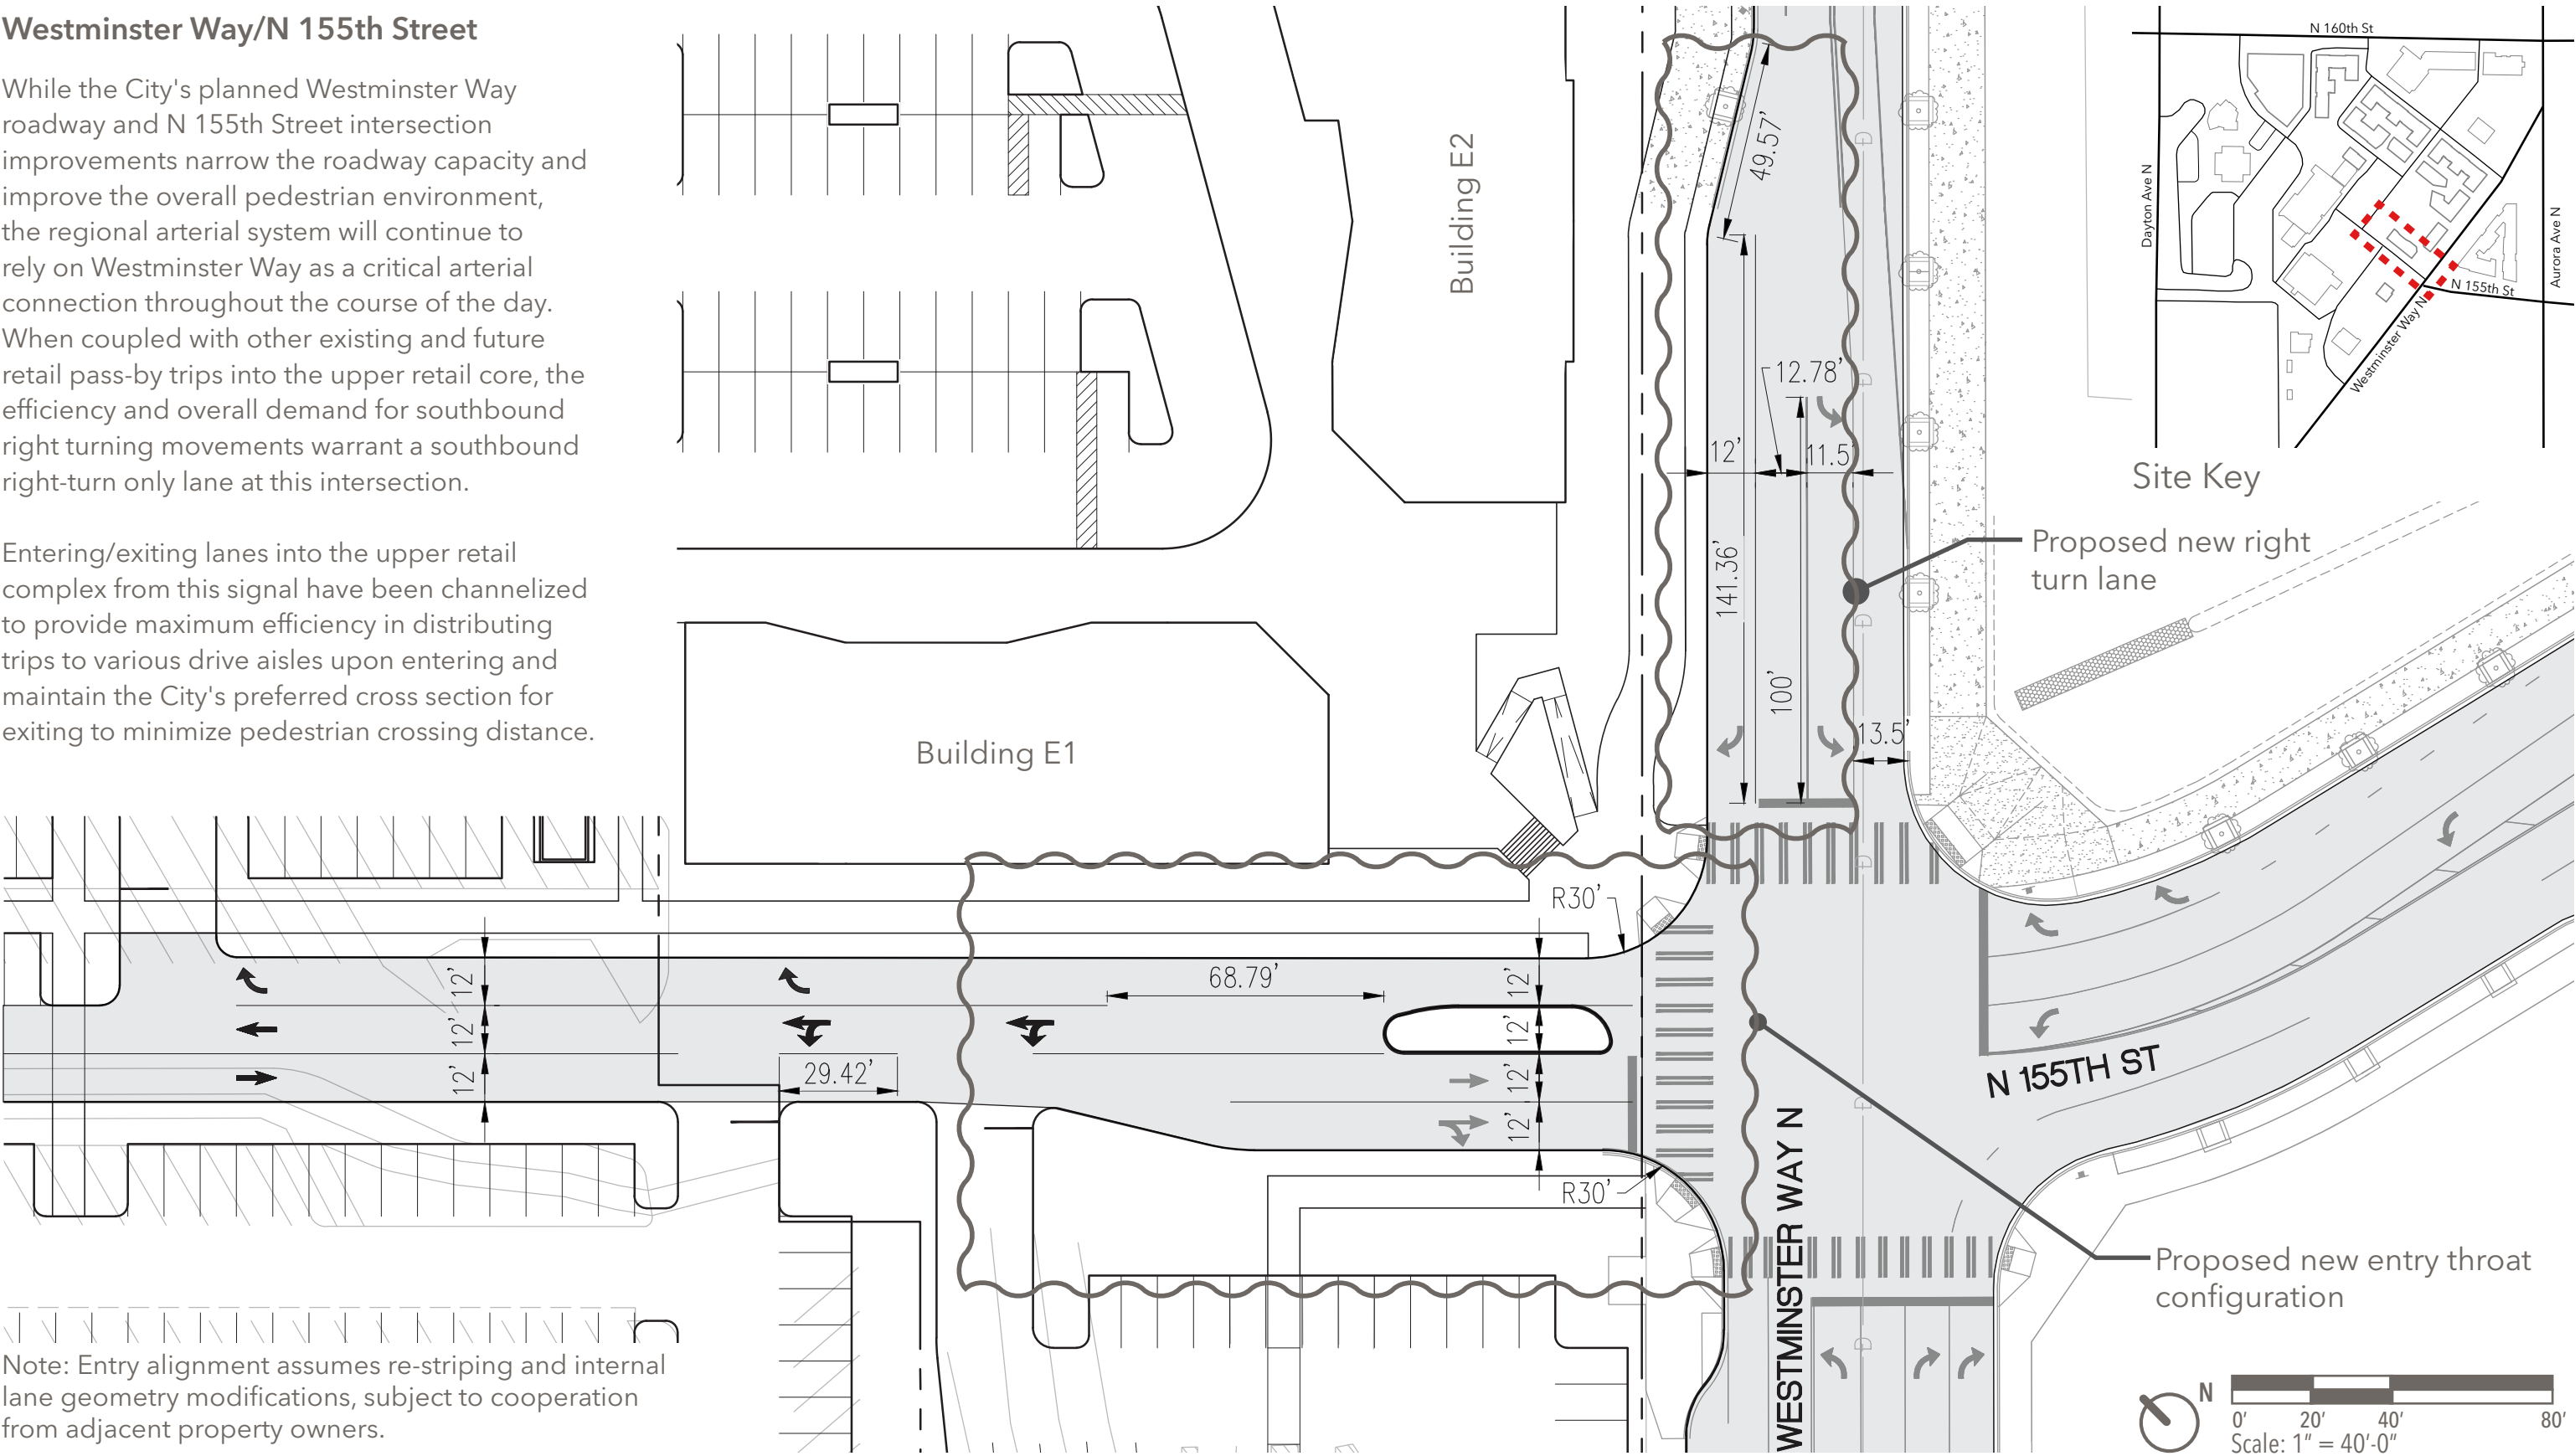 Westminster Way/N 155th Street
While the City's planned Westminster Way
roadway and N 155th Street intersection
improvements narrow the roadway capacity and
improve the overall pedestrian environment,
the regional arterial system will continue to
rely on Westminster Way as a critical arterial
connection throughout the course of the day.
When coupled with other existing and future
retail pass-by trips into the upper retail core, the
efficiency and overall demand for southbound
right turning movements warrant a southbound
right-turn only lane at this intersection.
Entering/exiting lanes into the upper retail
complex from this signal have been channelized
to provide maximum efficiency in distributing
trips to various drive aisles upon entering and
maintain the City's preferred cross section for
exiting to minimize pedestrian crossing distance.
Building E2
Building E1
49.57'
12.78'
12'
11.5'
141.36'
100'
13.5'
D
D
D
D
D
D
N 160th St
Dayton Ave N
Aurora Ave N
N 155th St
Westminster Way N
Site Key
Proposed new right
turn lane
R30'
68.79'
12'
12'
12'
12'
12'
12'
12'
29.42'
R30'
N 155TH ST
WESTMINSTER WAY N
Proposed new entry throat
configuration
Note: Entry alignment assumes re-striping and internal
lane geometry modifications, subject to cooperation
from adjacent property owners.
N
0' 20' 40' 80'
Scale: 1" = 40'-0"